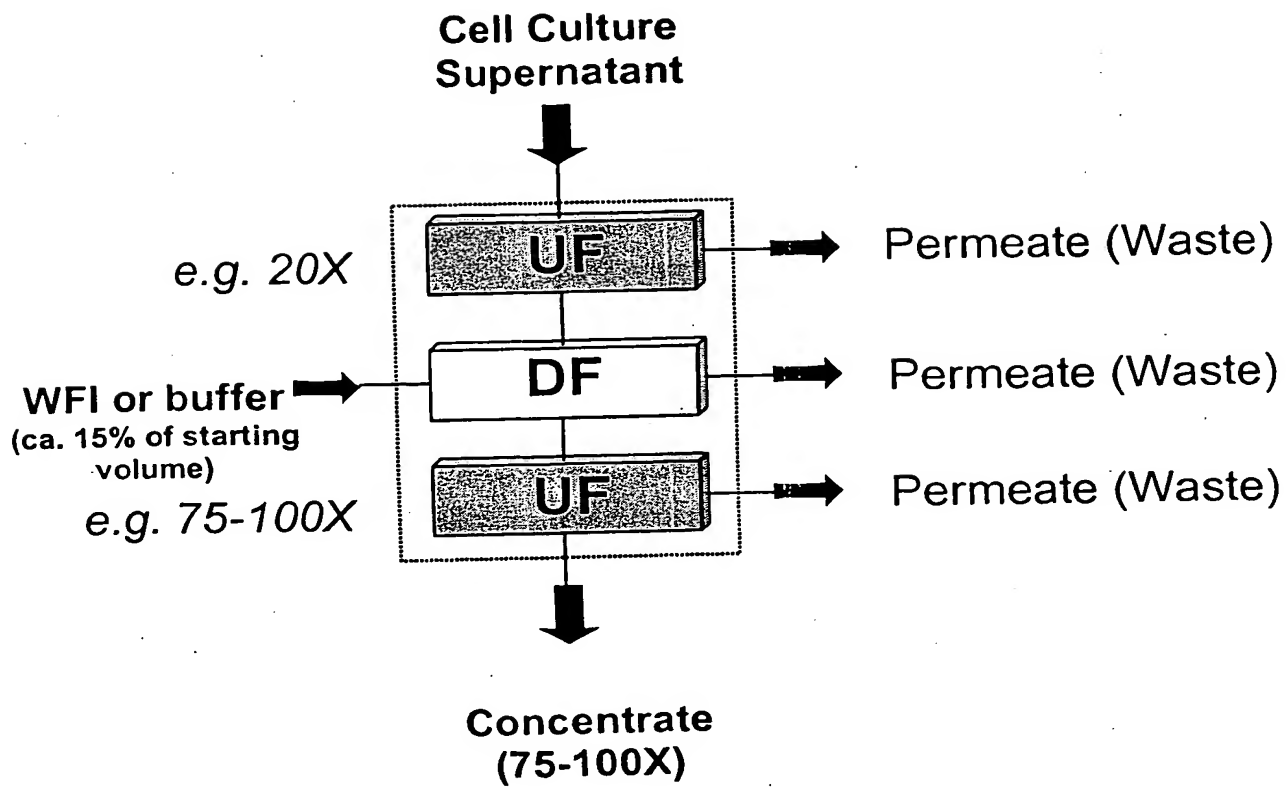 Cell Culture
Supernatant
UF
Permeate (Waste)
e.g. 20X
DF
Permeate (Waste)
WFI or buffer
(ca. 15% of starting
volume)
UF
Permeate (Waste)
e.g. 75-100X
Concentrate
(75-100X)